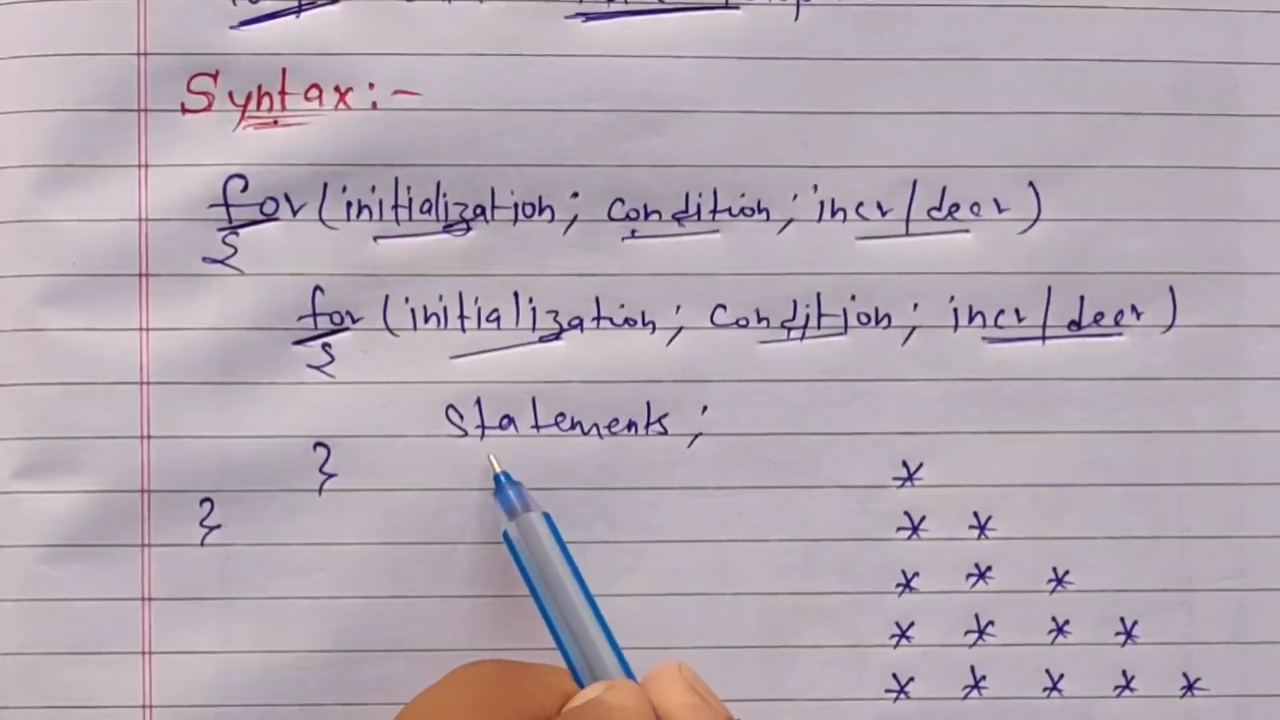 Syntax:-
for(initialization; condition; incr/decr)
{
for (initialization; condition; incr/decr)
{
statements;
}
}
*
* *
* * *
* * * *
* * * * *